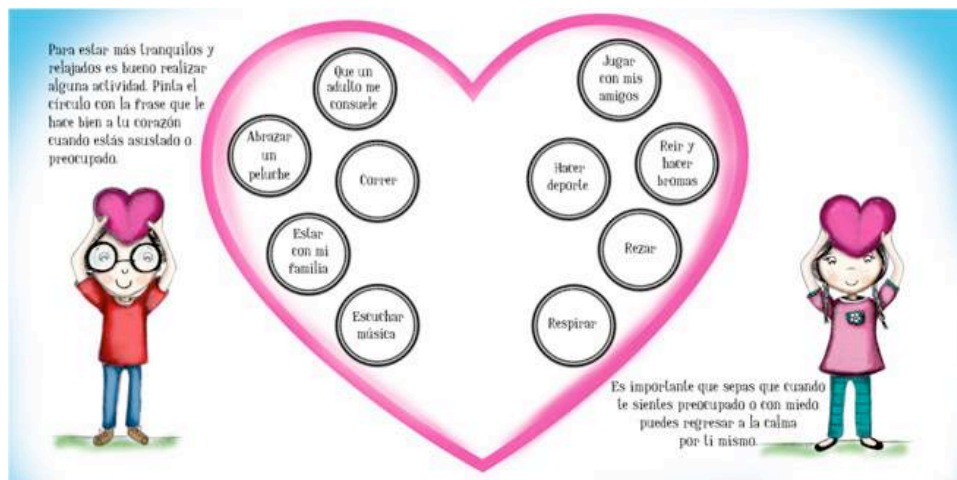 Para estar más tranquilos y
relajados es bueno realizar
alguna actividad. Pinta el
círculo con la frase que le
hace bien a tu corazón
cuando estás asustado o
preocupado.
Que un
adulto me
consuele
Abrazar
un
peluche
Correr
Estar
con mi
familia
Escuchar
música
Jugar
con mis
amigos
Reir y
hacer
bromas
Hacer
deporte
Rezar
Respirar
Es importante que sepas que cuando
te sientes preocupado o con miedo
puedes regresar a la calma
por ti mismo.